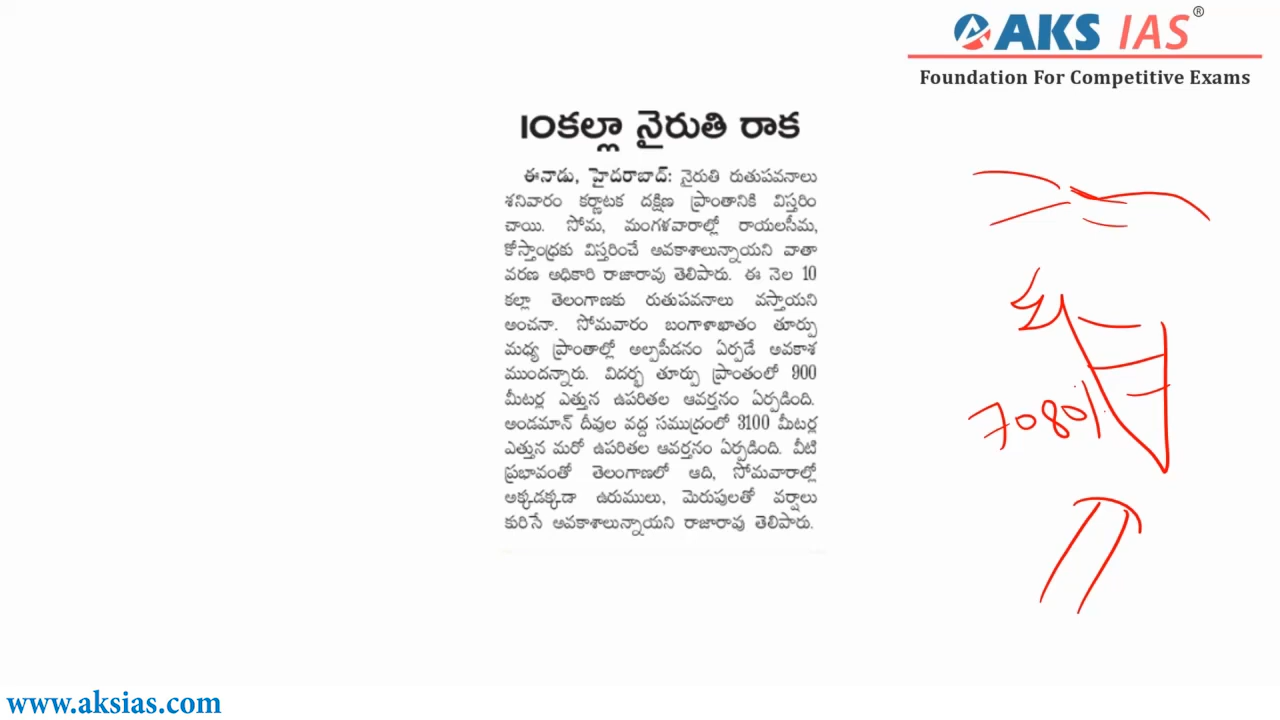 AKS IAS®
Foundation For Competitive Exams
10కల్లా నైరుతి రాక
ఈనాడు, హైదరాబాద్: నైరుతి రుతుపవనాలు
శనివారం కర్ణాటక దక్షిణ ప్రాంతానికి విస్తరిం
చాయి. సోమ, మంగళవారాల్లో రాయలసీమ,
కోస్తాంధ్రకు విస్తరించే అవకాశాలున్నాయని వాతా
వరణ అధికారి రాజారావు తెలిపారు. ఈ నెల 10
కల్లా తెలంగాణకు రుతుపవనాలు వస్తాయని
అంచనా. సోమవారం బంగాళాఖాతం తూర్పు
మధ్య ప్రాంతాల్లో అల్పపీడనం ఏర్పడే అవకాశ
ముందన్నారు. విదర్భ తూర్పు ప్రాంతంలో 900
మీటర్ల ఎత్తున ఉపరితల ఆవర్తనం ఏర్పడింది.
అండమాన్ దీవుల వద్ద సముద్రంలో 3100 మీటర్ల
ఎత్తున మరో ఉపరితల ఆవర్తనం ఏర్పడింది. వీటి
ప్రభావంతో తెలంగాణలో ఆది, సోమవారాల్లో
అక్కడక్కడా ఉరుములు, మెరుపులతో వర్షాలు
కురిసే అవకాశాలున్నాయని రాజారావు తెలిపారు.
7080%
www.aksias.com